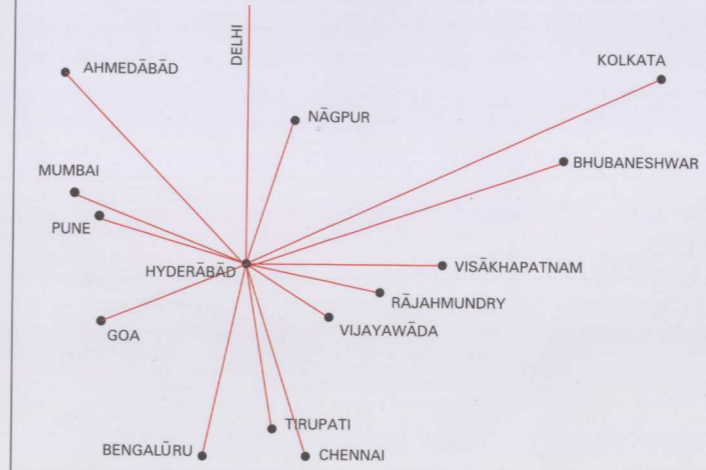 DELHI
KOLKATA
AHMEDĀBĀD
NĀGPUR
BHUBANESHWAR
MUMBAI
PUNE
HYDERĀBĀD
VISĀKHAPATNAM
RĀJAHMUNDRY
VIJAYAWĀDA
GOA
TIRUPATI
BENGALŪRU
CHENNAI